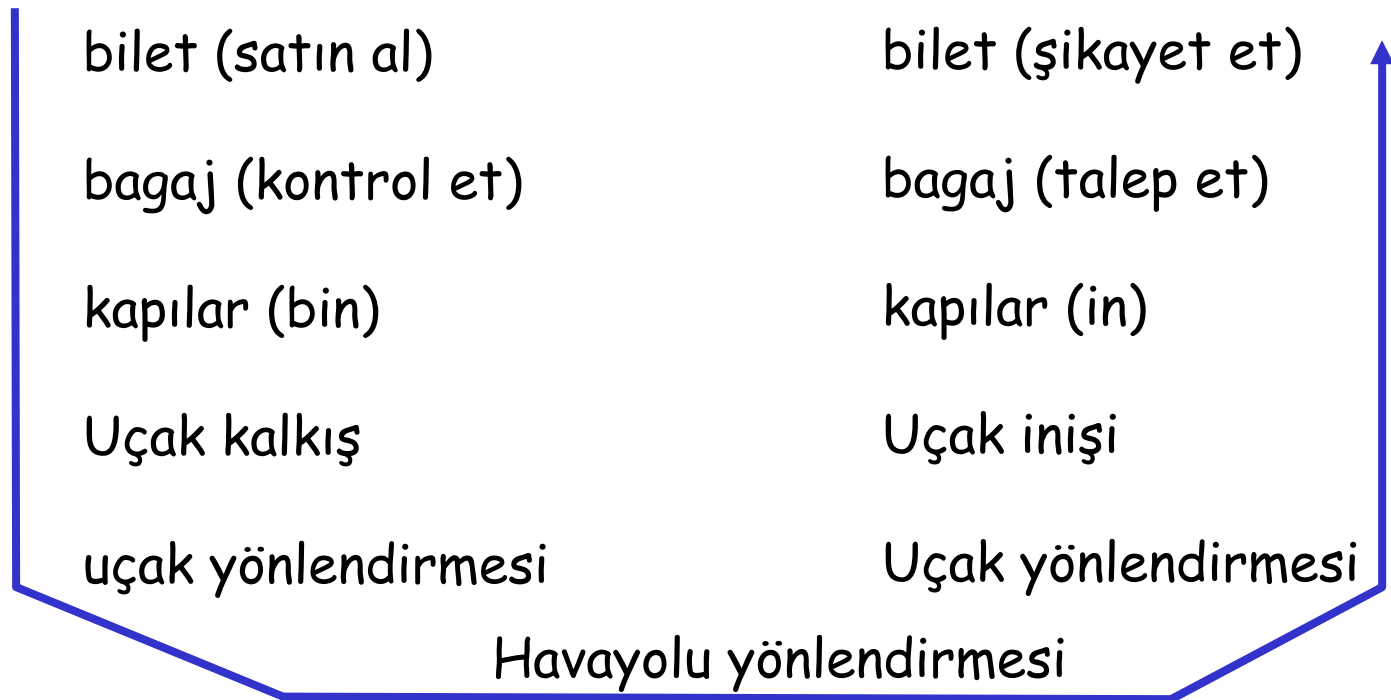 bilet (satın al)
bagaj (kontrol et)
kapılar (bin)
Uçak kalkış
uçak yönlendirmesi
bilet (şikayet et)
bagaj (talep et)
kapılar (in)
Uçak inişi
Uçak yönlendirmesi
Havayolu yönlendirmesi